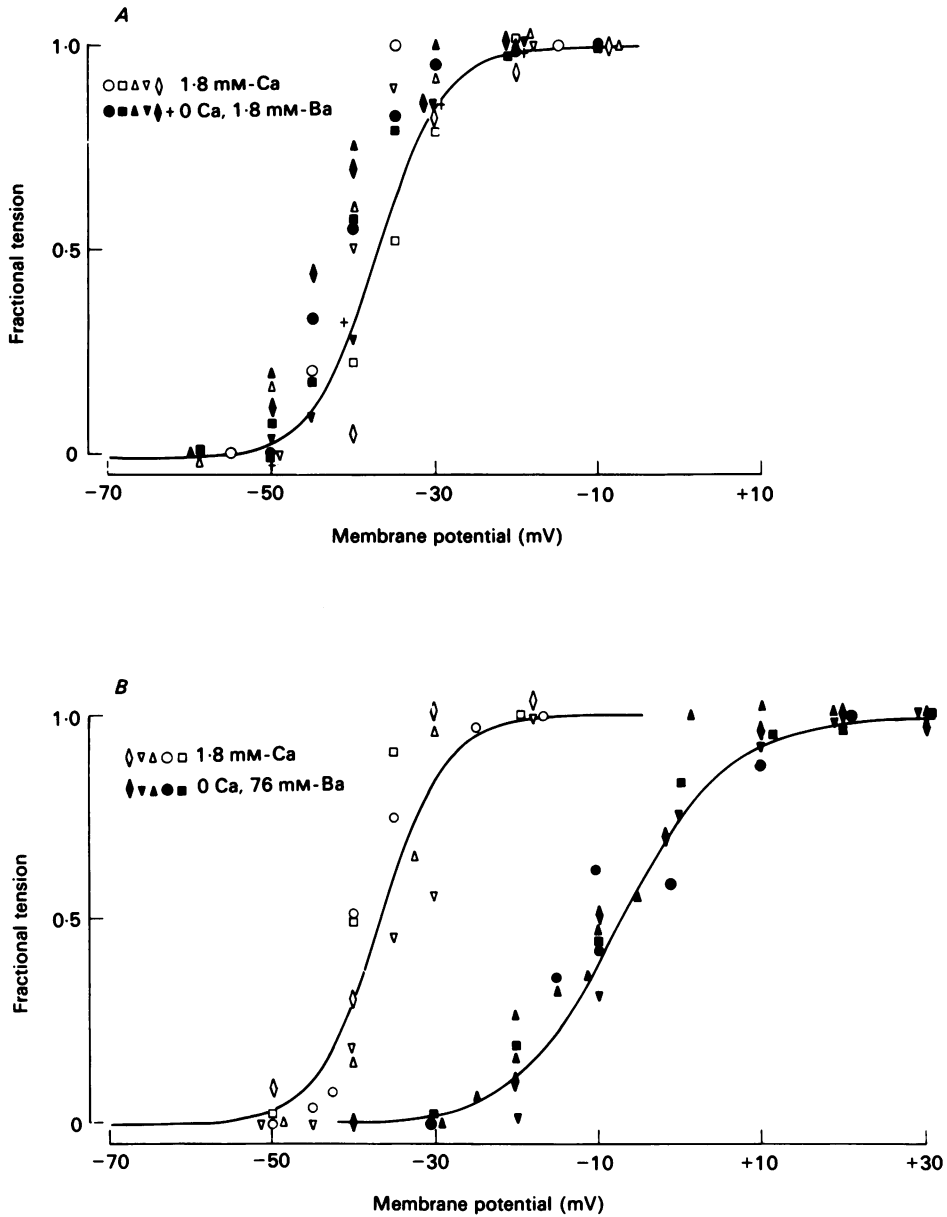 A
1·0
1·8 mM-Ca
+ 0 Ca, 1·8 mM-Ba
Fractional tension
0·5
0
−70
−50
−30
−10
+10
Membrane potential (mV)
B
1·0
1·8 mM-Ca
0 Ca, 76 mM-Ba
Fractional tension
0·5
0
−70
−50
−30
−10
+10
+30
Membrane potential (mV)